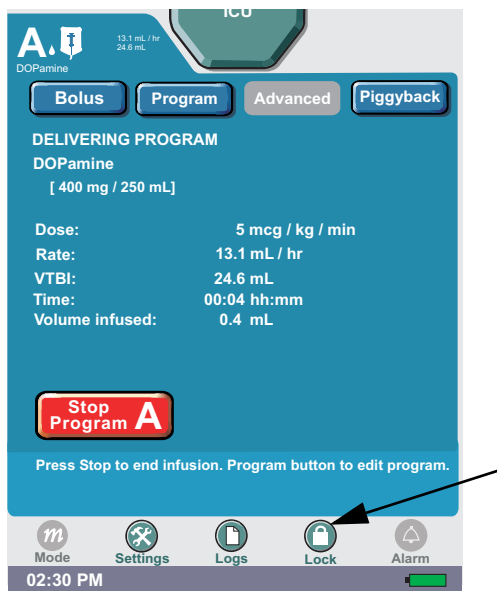 ICU
A.
13.1 mL / hr
24.6 mL
DOPamine
Bolus Program Advanced Piggyback
DELIVERING PROGRAM
DOPamine
[ 400 mg / 250 mL]
Dose: 5 mcg / kg / min
Rate: 13.1 mL / hr
VTBI: 24.6 mL
Time: 00:04 hh:mm
Volume infused: 0.4 mL
Stop
Program A
Press Stop to end infusion. Program button to edit program.
m
Mode Settings Logs Lock Alarm
02:30 PM